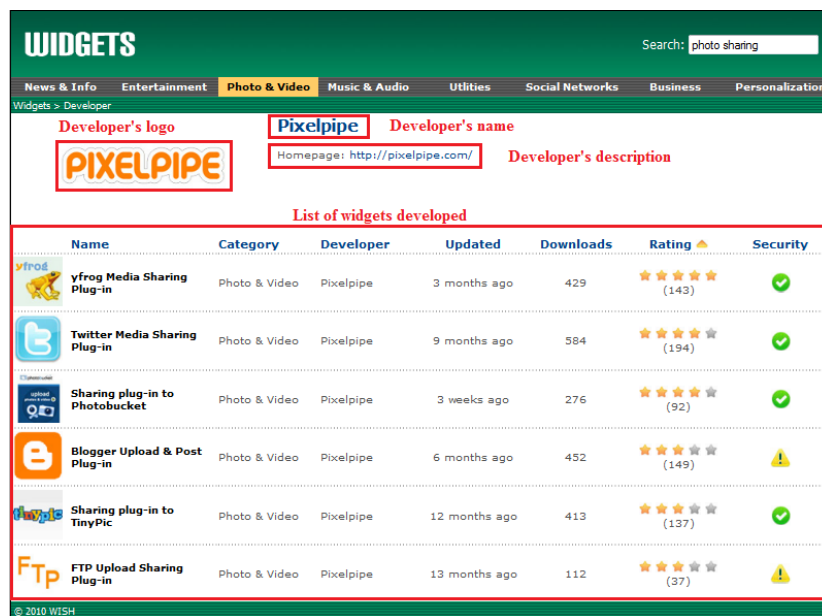 WIDGETS
Search: photo sharing
News & Info Entertainment Photo & Video Music & Audio Utlities Social Networks Business Personalization
Widgets > Developer
Developer's logo Pixelpipe Developer's name
PIXELPIPE Homepage: http://pixelpipe.com/ Developer's description
List of widgets developed
Name Category Developer Updated Downloads Rating Security
yfrog
yfrog Media Sharing
Plug-in
Photo & Video Pixelpipe 3 months ago 429
(143)
Twitter Media Sharing
Plug-in
Photo & Video Pixelpipe 9 months ago 584
(194)
upload
Sharing plug-in to
Photobucket
Photo & Video Pixelpipe 3 weeks ago 276
(92)
Blogger Upload & Post
Plug-in
Photo & Video Pixelpipe 6 months ago 452
(149)
tinypic
Sharing plug-in to
TinyPic
Photo & Video Pixelpipe 12 months ago 413
(137)
FTP
FTP Upload Sharing
Plug-in
Photo & Video Pixelpipe 13 months ago 112
(37)
© 2010 WISH